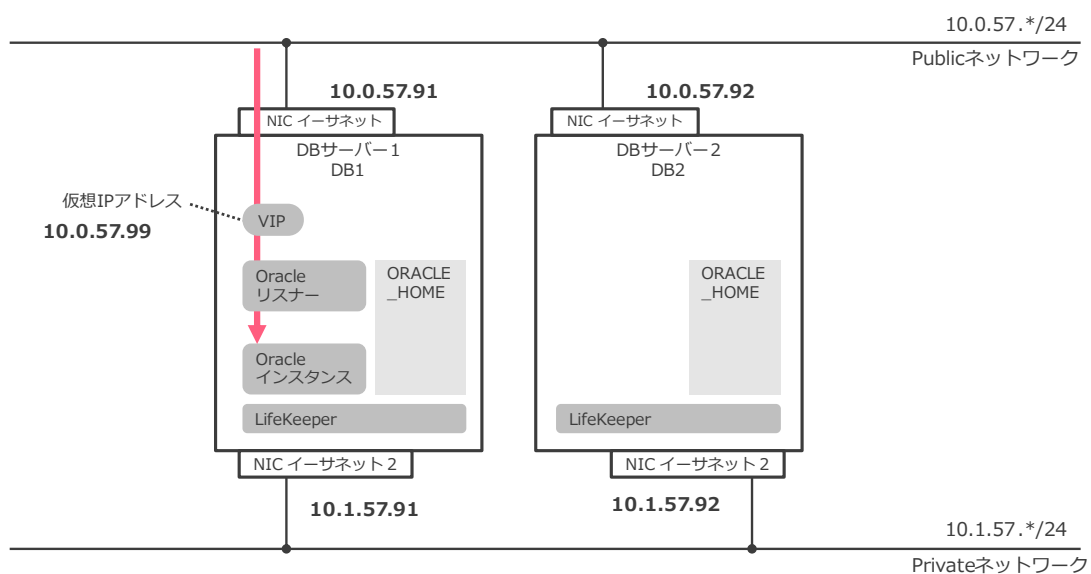 10.0.57.*/24
Publicネットワーク
10.0.57.91
10.0.57.92
NIC イーサネット
NIC イーサネット
DBサーバー1
DB1
DBサーバー2
DB2
仮想IPアドレス
10.0.57.99
VIP
Oracle
リスナー
ORACLE
_HOME
ORACLE
_HOME
Oracle
インスタンス
LifeKeeper
LifeKeeper
NIC イーサネット2
NIC イーサネット2
10.1.57.91
10.1.57.92
10.1.57.*/24
Privateネットワーク